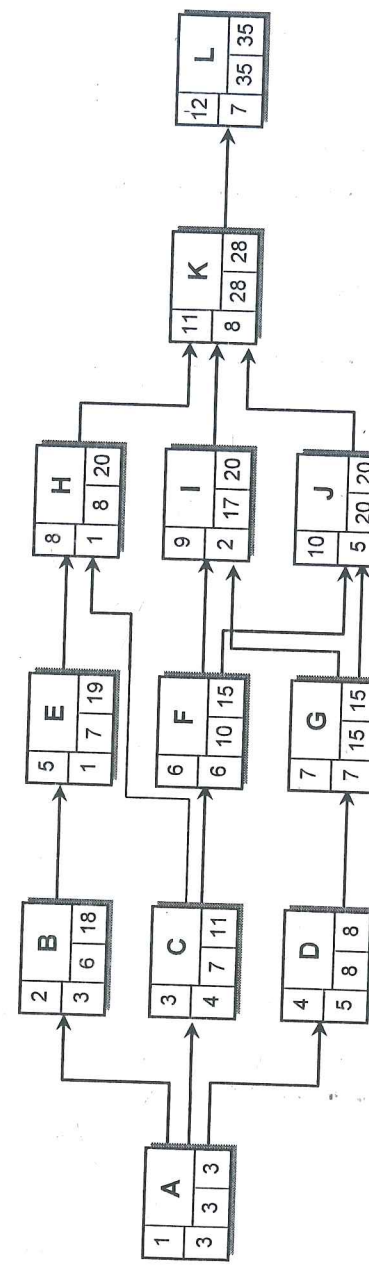 1 A
3 3 3
2 B
3 6 18
3 C
4 7 11
4 D
5 8 8
5 E
1 7 19
6 F
6 10 15
7 G
7 15 15
8 H
1 8 20
9 I
2 17 20
10 J
5 20 20
11 K
8 28 28
12 L
7 35 35